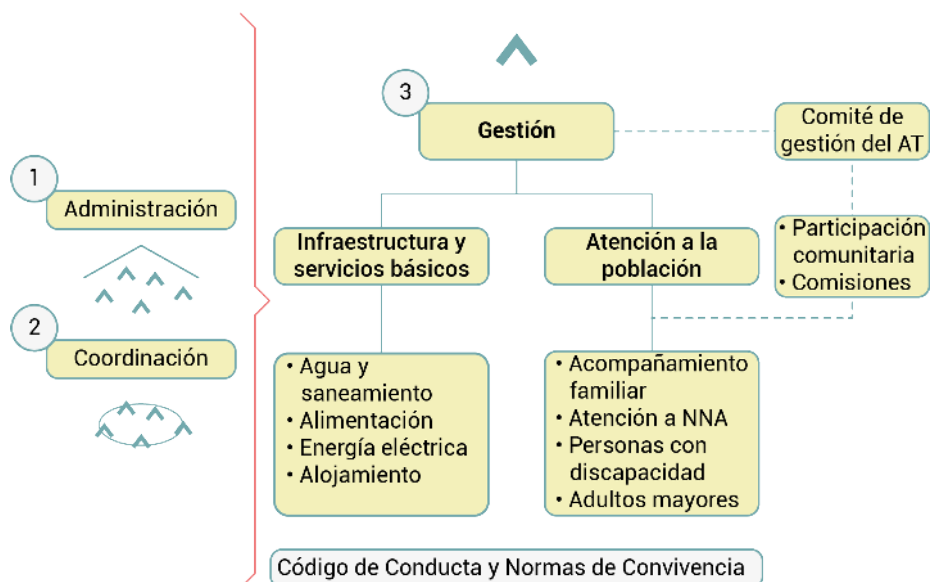 1
Administración
2
Coordinación
3
Gestión
Comité de
gestión del AT
• Participación
comunitaria
• Comisiones
Infraestructura y
servicios básicos
Atención a la
población
• Agua y
saneamiento
• Alimentación
• Energía eléctrica
• Alojamiento
• Acompañamiento
familiar
• Atención a NNA
• Personas con
discapacidad
• Adultos mayores
Código de Conducta y Normas de Convivencia